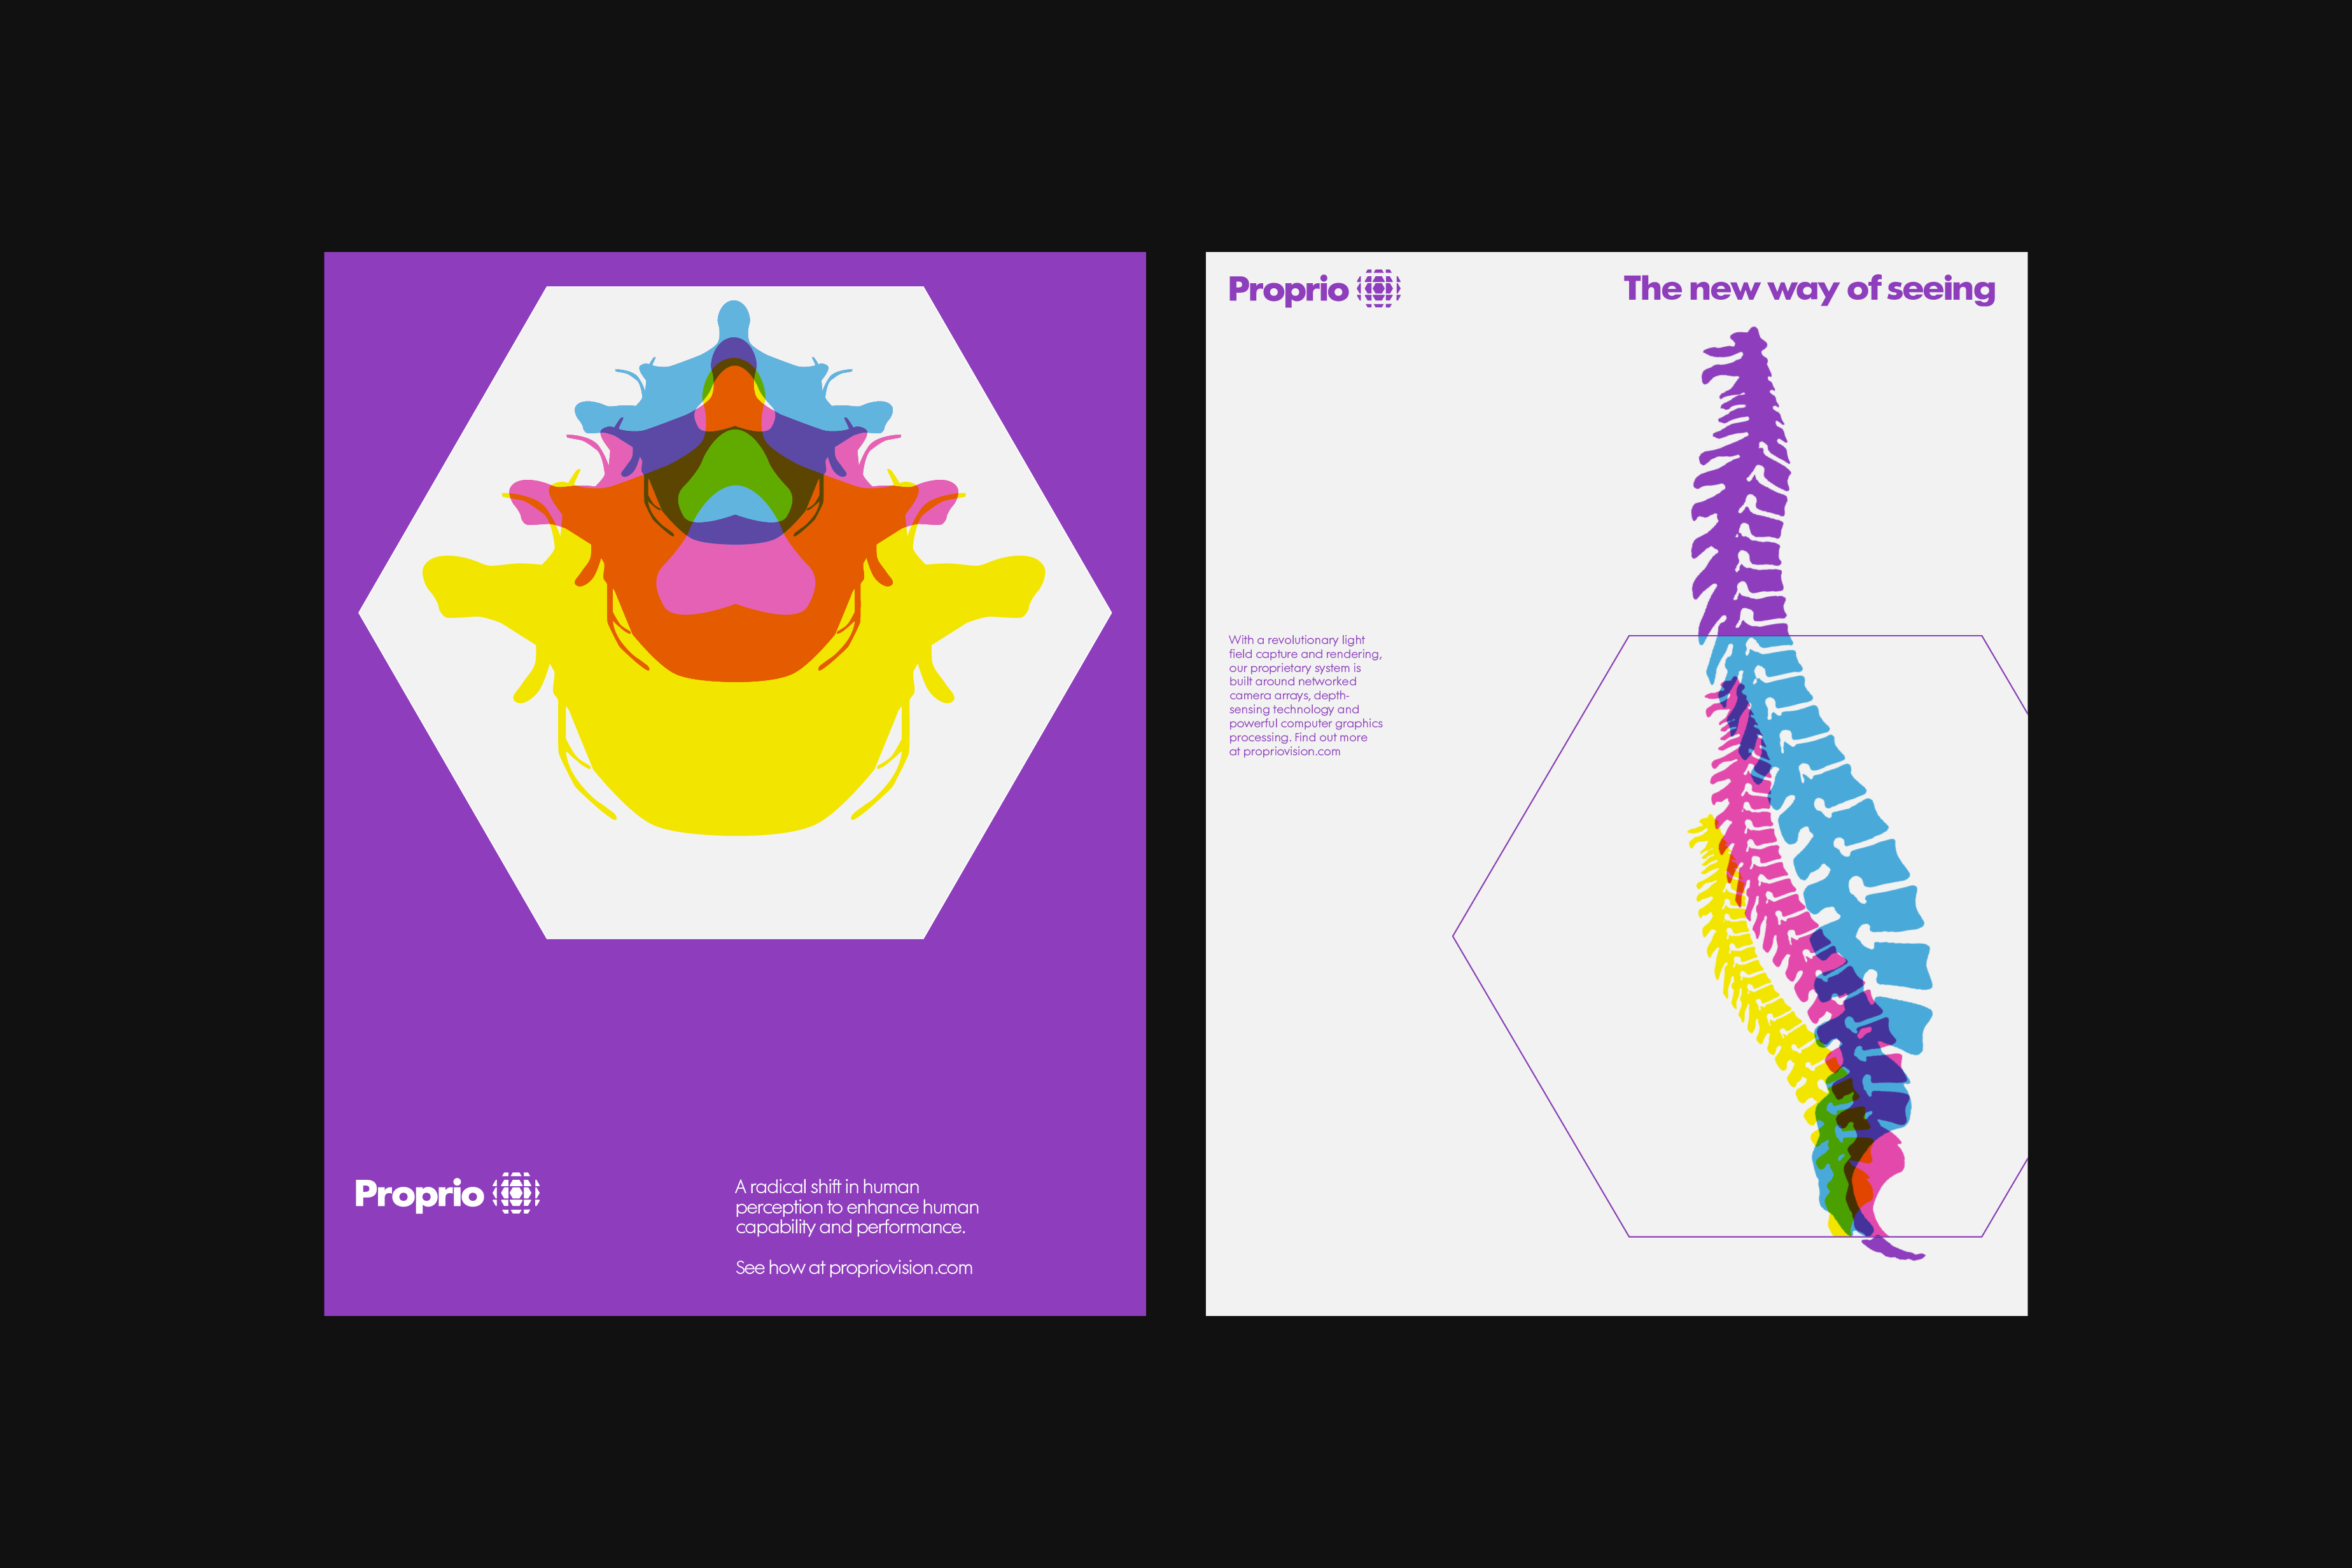 Proprio
A radical shift in human
perception to enhance human
capability and performance.
See how at propriovision.com
Proprio
The new way of seeing
With a revolutionary light
field capture and rendering,
our proprietary system is
built around networked
camera arrays, depth-
sensing technology and
powerful computer graphics
processing. Find out more
at propriovision.com